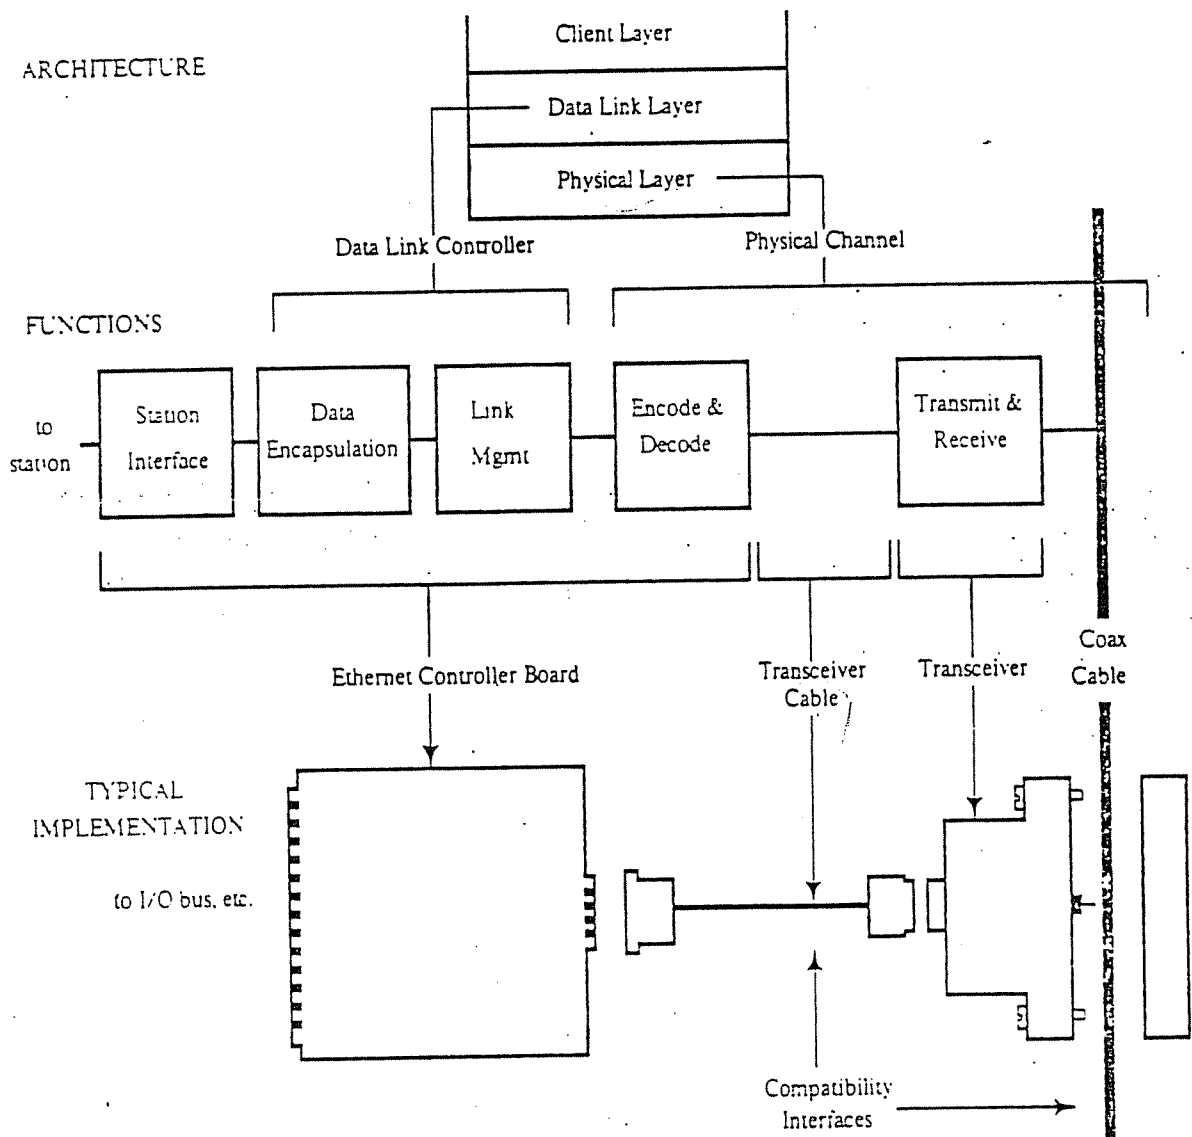 Client Layer
ARCHITECTURE
Data Link Layer
Physical Layer
Data Link Controller
Physical Channel
FUNCTIONS
to
station
Station
Interface
Data
Encapsulation
Link
Mgmt
Encode &
Decode
Transmit &
Receive
Ethernet Controller Board
Transceiver
Cable
Transceiver
Coax
Cable
TYPICAL
IMPLEMENTATION
to I/O bus, etc.
Compatibility
Interfaces